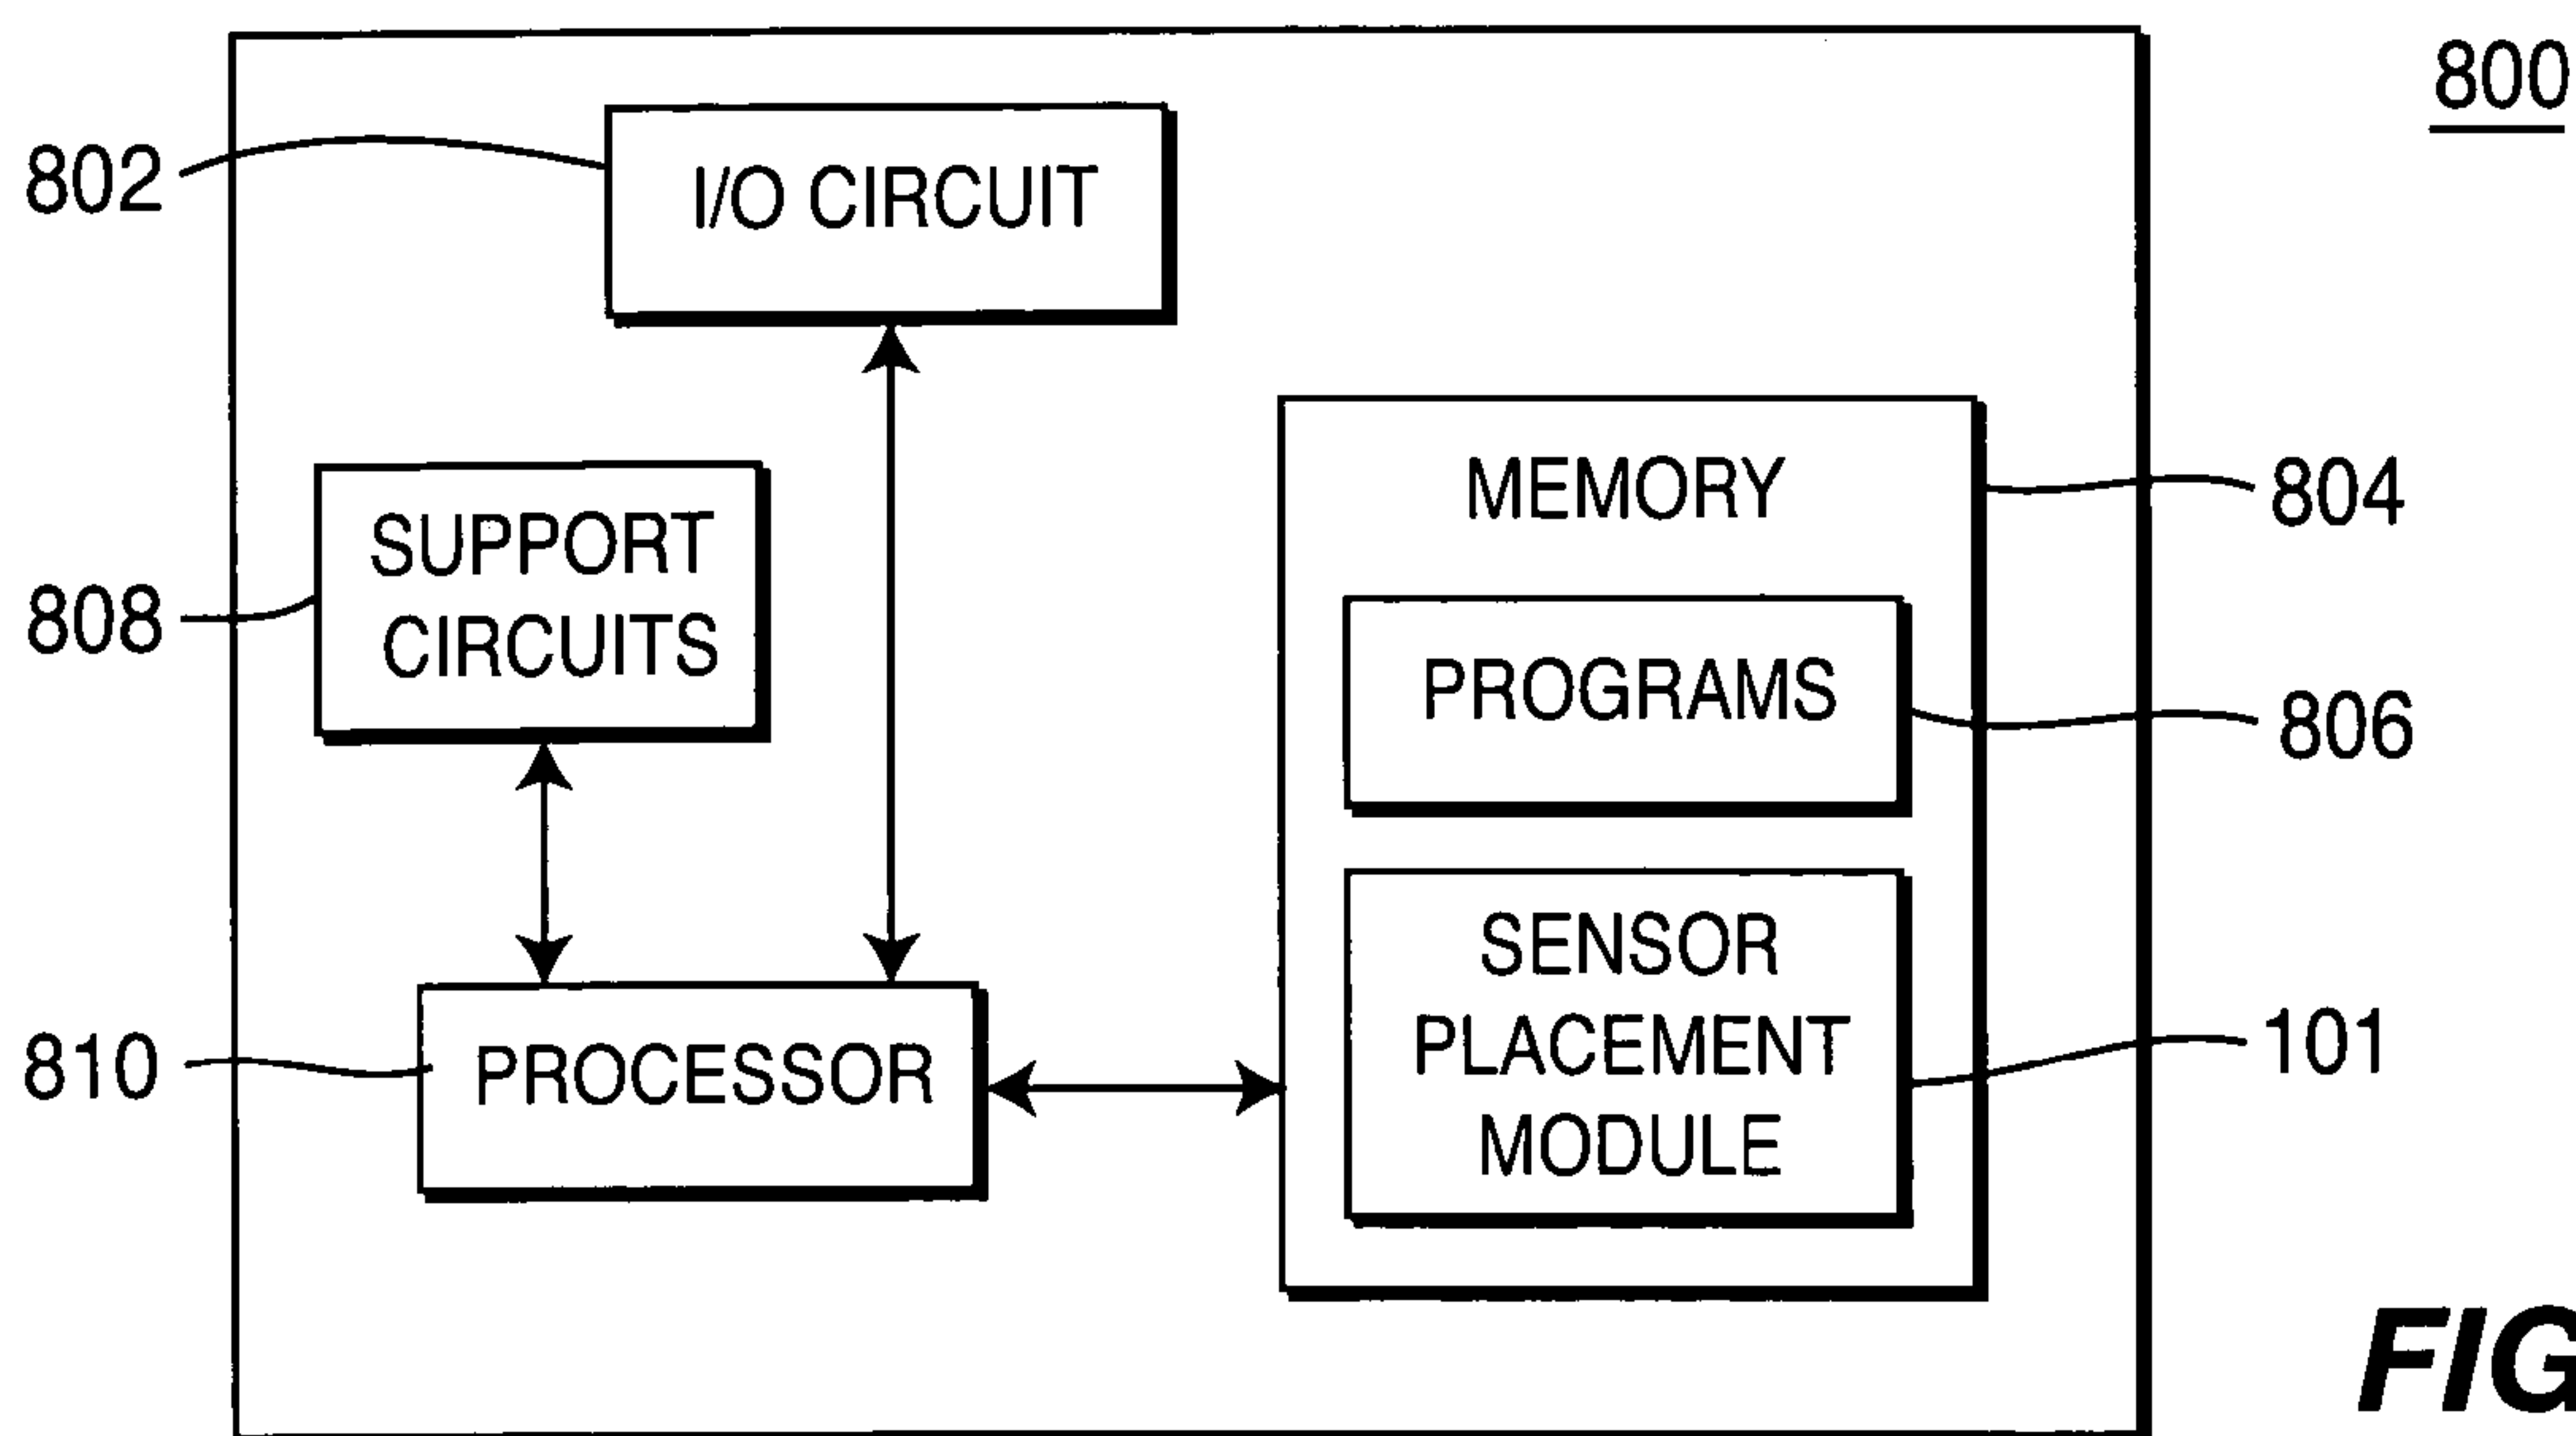 800
802
I/O CIRCUIT
MEMORY
804
SUPPORT
CIRCUITS
808
PROGRAMS
806
SENSOR
PLACEMENT
MODULE
101
810
PROCESSOR
FIG